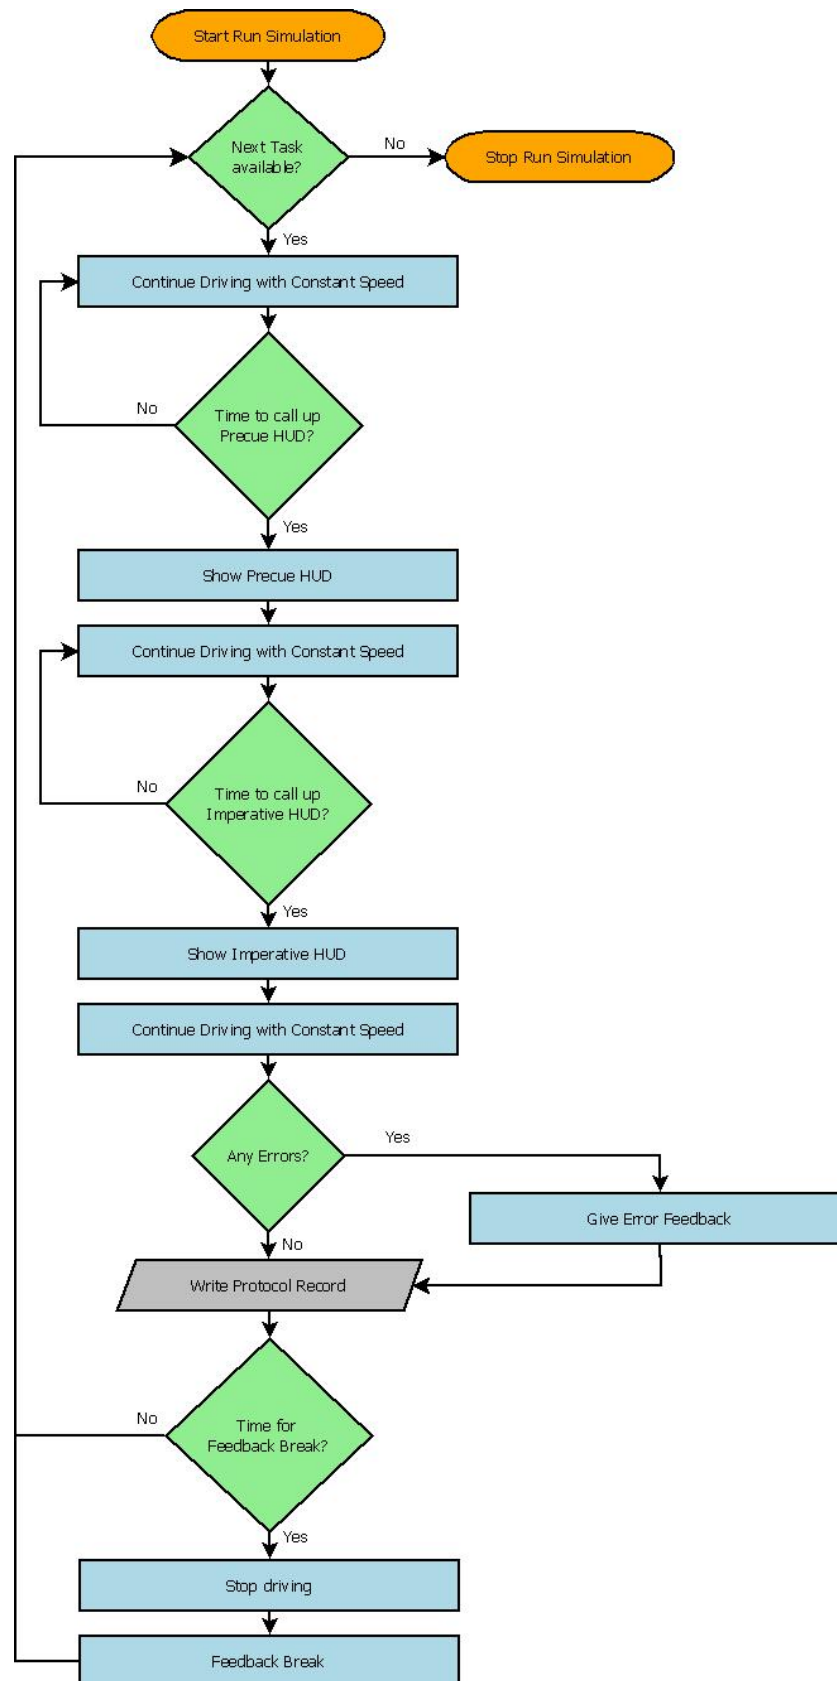 Start Run Simulation
Next Task
available?
No
Stop Run Simulation
Yes
Continue Driving with Constant Speed
No
Time to call up
Precue HUD?
Yes
Show Precue HUD
Continue Driving with Constant Speed
No
Time to call up
Imperative HUD?
Yes
Show Imperative HUD
Continue Driving with Constant Speed
Any Errors?
Yes
Give Error Feedback
No
Write Protocol Record
No
Time for
Feedback Break?
Yes
Stop driving
Feedback Break